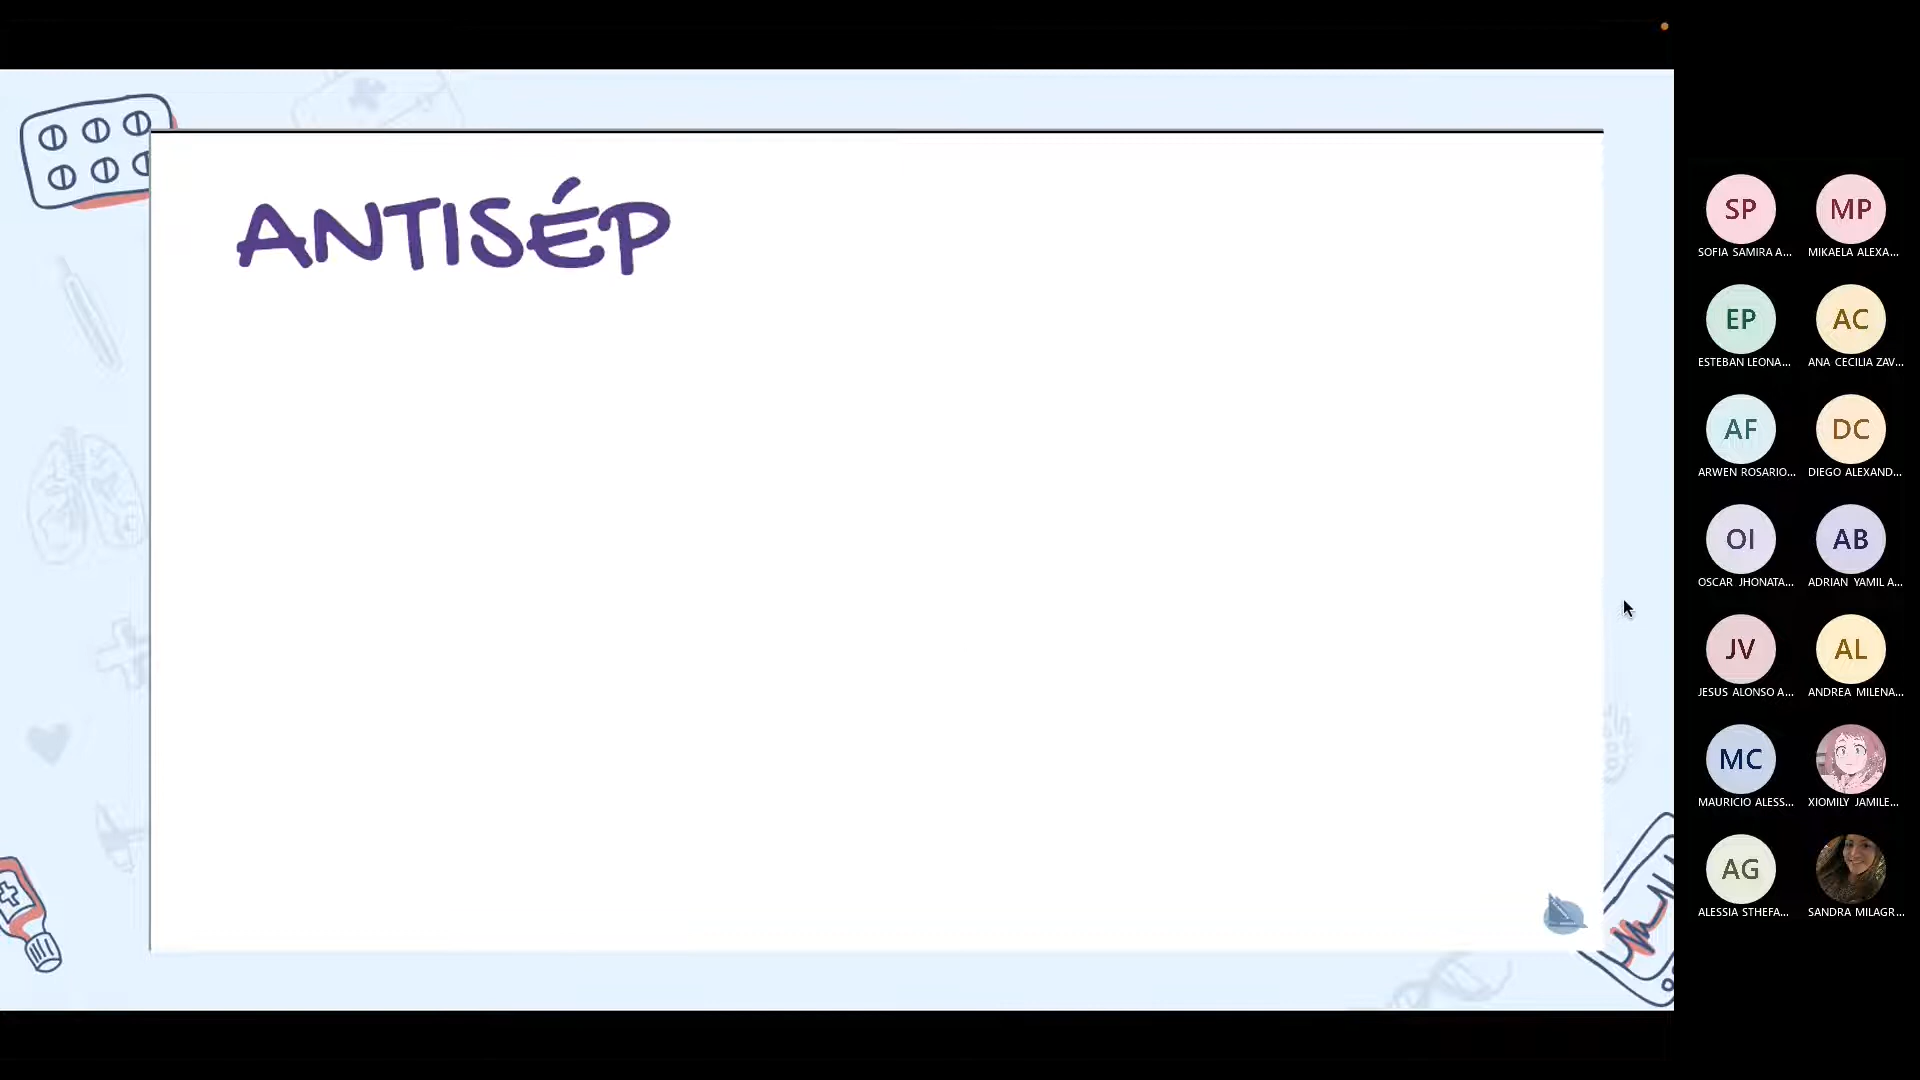 ANTISÉP
SP
MP
SOFIA SAMIRA A...
MIKAELA ALEXA...
EP
AC
ESTEBAN LEONA...
ANA CECILIA ZAV...
AF
DC
ARWEN ROSARIO...
DIEGO ALEXAND...
OI
AB
OSCAR JHONATA...
ADRIAN YAMIL A...
JV
AL
JESUS ALONSO A...
ANDREA MILENA...
MC
MAURICIO ALESS...
XIOMILY JAMILE...
AG
ALESSIA STHEFA...
SANDRA MILAGR...